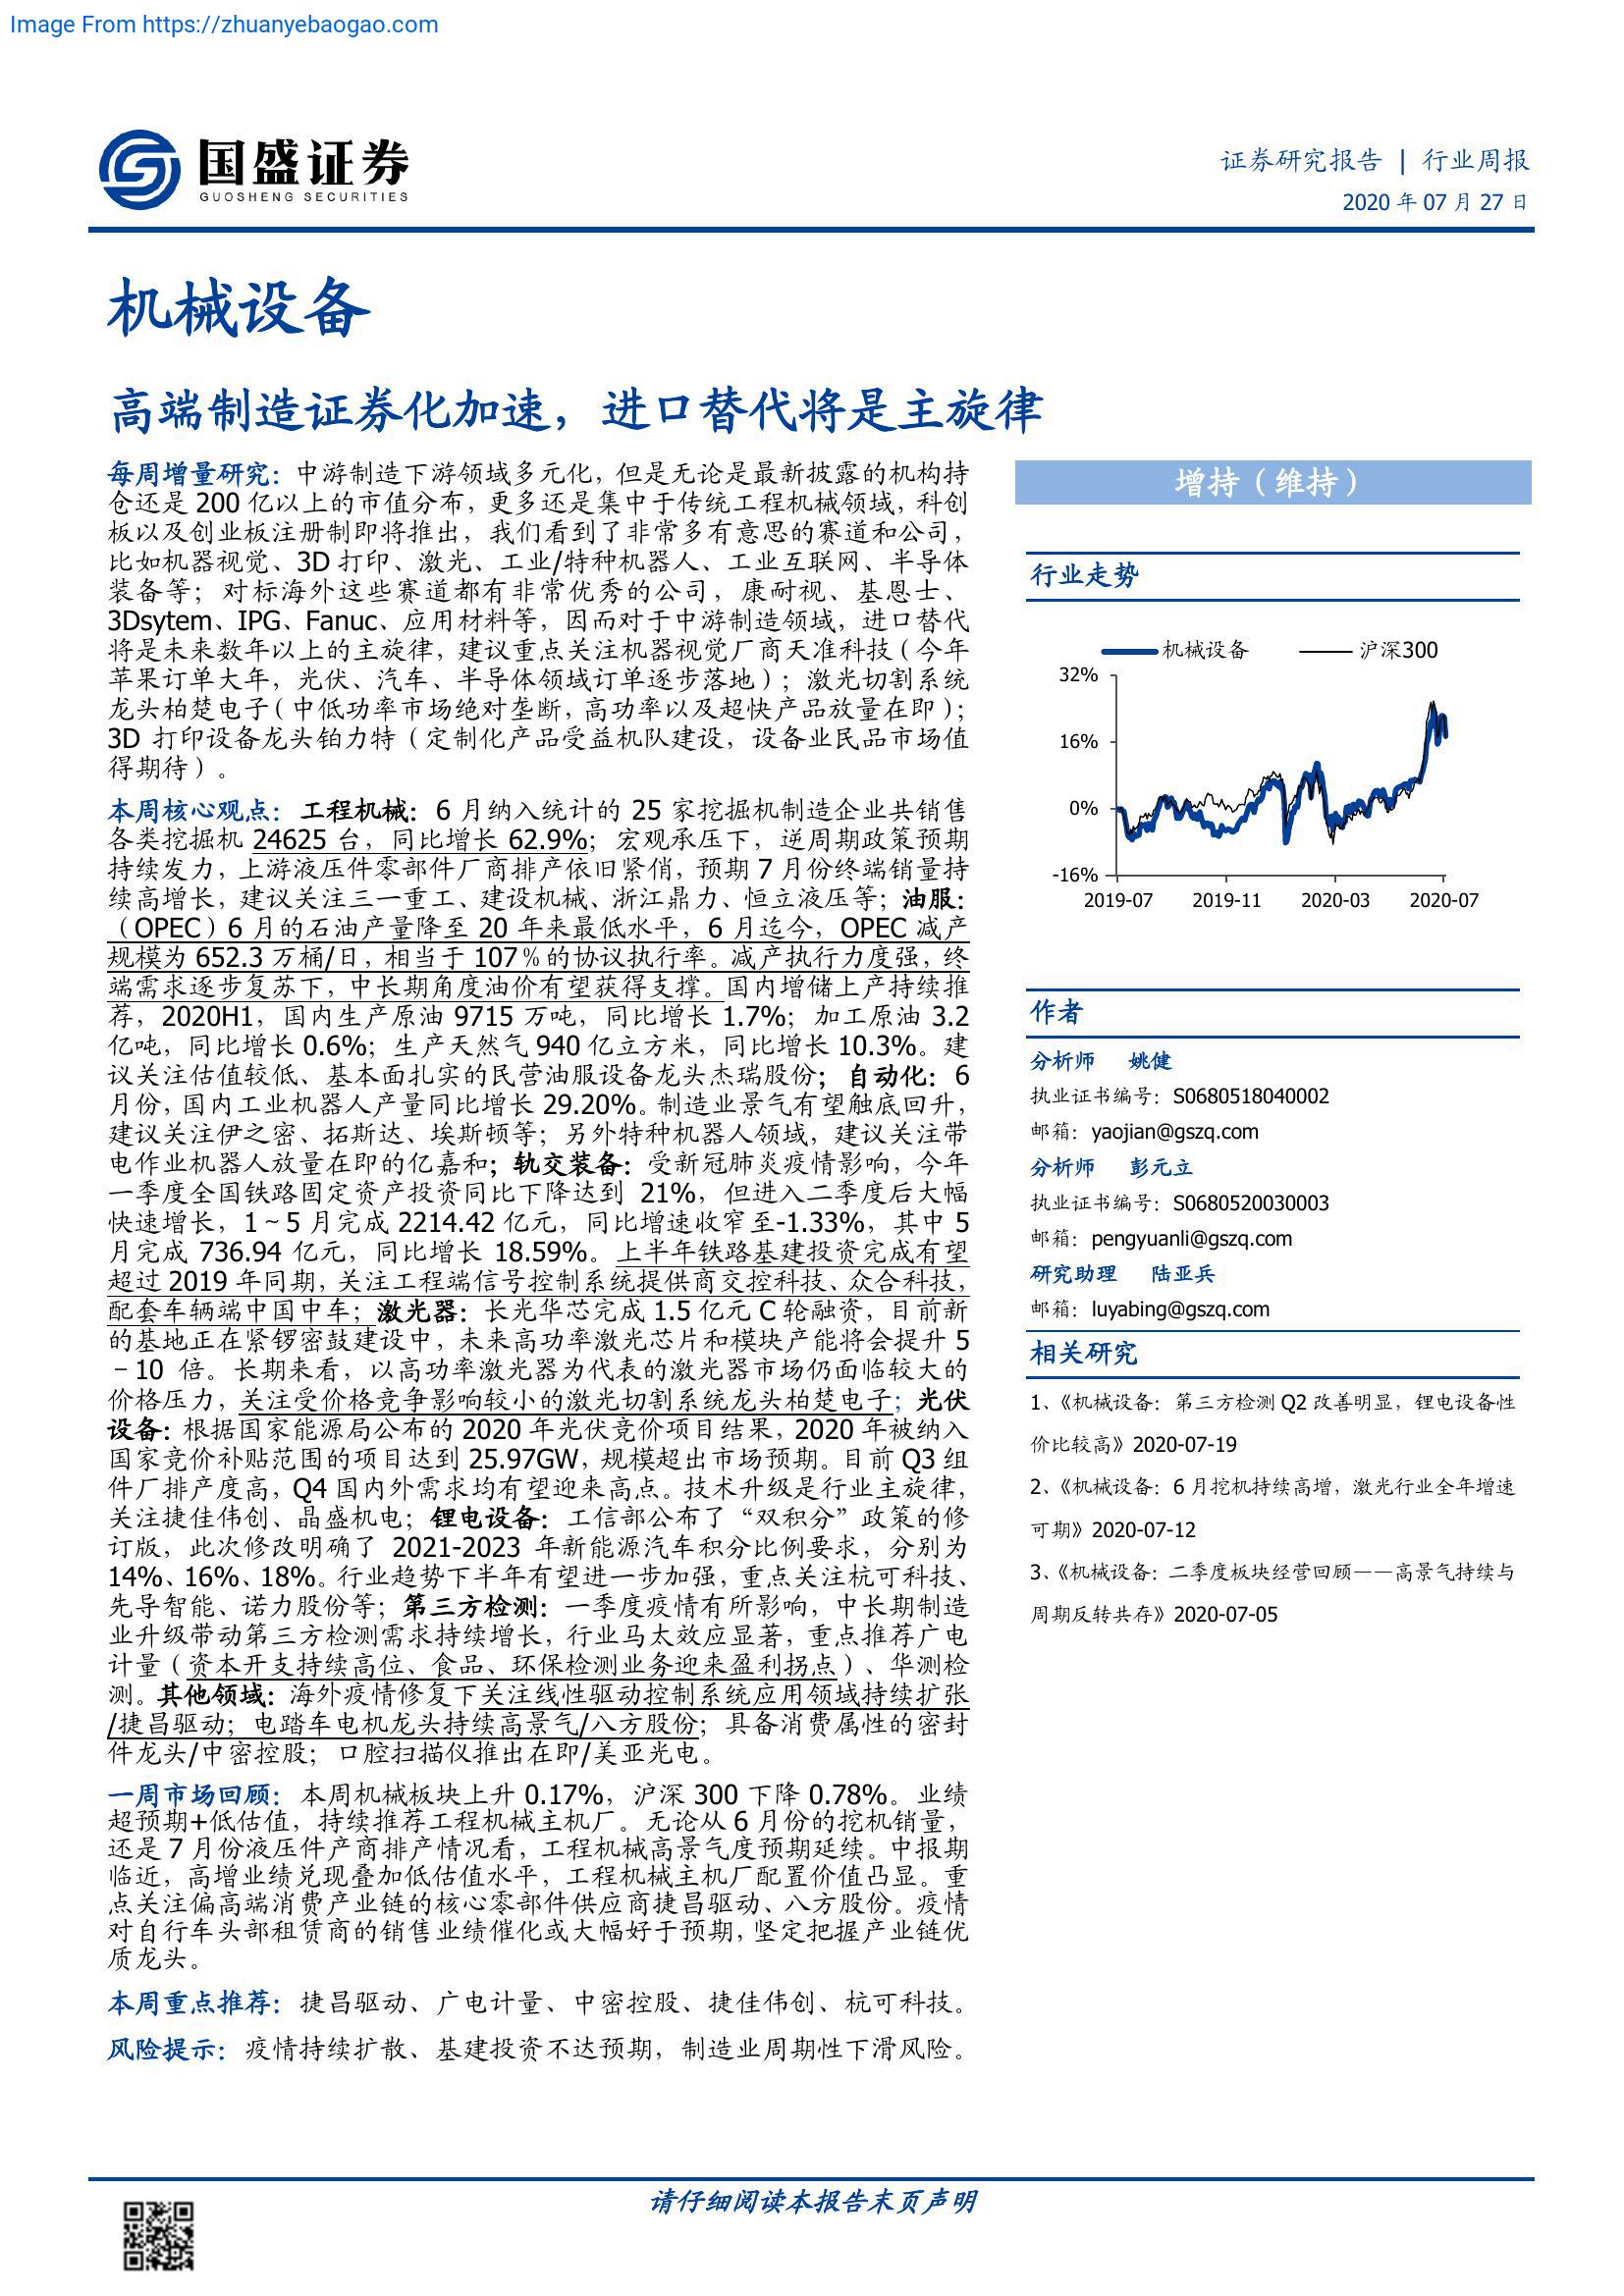 Image From https://zhuanyebaogao.com
国盛证券
GUOSHENG SECURITIES
证券研究报告 | 行业周报
2020 年 07 月 27 日
机械设备
高端制造证券化加速，进口替代将是主旋律
每周增量研究：中游制造下游领域多元化，但是无论是最新披露的机构持
仓还是 200 亿以上的市值分布，更多还是集中于传统工程机械领域，科创
板以及创业板注册制即将推出，我们看到了非常多有意思的赛道和公司，
比如机器视觉、3D 打印、激光、工业/特种机器人、工业互联网、半导体
装备等；对标海外这些赛道都有非常优秀的公司，康耐视、基恩士、
3Dsytem、IPG、Fanuc、应用材料等，因而对于中游制造领域，进口替代
将是未来数年以上的主旋律，建议重点关注机器视觉厂商天准科技（今年
苹果订单大年，光伏、汽车、半导体领域订单逐步落地）；激光切割系统
龙头柏楚电子（中低功率市场绝对垄断，高功率以及超快产品放量在即）；
3D 打印设备龙头铂力特（定制化产品受益机队建设，设备业民品市场值
得期待）。
本周核心观点：工程机械：6 月纳入统计的 25 家挖掘机制造企业共销售
各类挖掘机 24625 台，同比增长 62.9%；宏观承压下，逆周期政策预期
持续发力，上游液压件零部件厂商排产依旧紧俏，预期 7 月份终端销量持
续高增长，建议关注三一重工、建设机械、浙江鼎力、恒立液压等；油服：
（OPEC）6 月的石油产量降至 20 年来最低水平，6 月迄今，OPEC 减产
规模为 652.3 万桶/日，相当于 107％的协议执行率。减产执行力度强，终
端需求逐步复苏下，中长期角度油价有望获得支撑。国内增储上产持续推
荐，2020H1，国内生产原油 9715 万吨，同比增长 1.7%；加工原油 3.2
亿吨，同比增长 0.6%；生产天然气 940 亿立方米，同比增长 10.3%。建
议关注估值较低、基本面扎实的民营油服设备龙头杰瑞股份；自动化：6
月份，国内工业机器人产量同比增长 29.20%。制造业景气有望触底回升，
建议关注伊之密、拓斯达、埃斯顿等；另外特种机器人领域，建议关注带
电作业机器人放量在即的亿嘉和；轨交装备：受新冠肺炎疫情影响，今年
一季度全国铁路固定资产投资同比下降达到 21%，但进入二季度后大幅
快速增长，1～5 月完成 2214.42 亿元，同比增速收窄至-1.33%，其中 5
月完成 736.94 亿元，同比增长 18.59%。上半年铁路基建投资完成有望
超过 2019 年同期，关注工程端信号控制系统提供商交控科技、众合科技，
配套车辆端中国中车；激光器：长光华芯完成 1.5 亿元 C 轮融资，目前新
的基地正在紧锣密鼓建设中，未来高功率激光芯片和模块产能将会提升 5
－10 倍。长期来看，以高功率激光器为代表的激光器市场仍面临较大的
价格压力，关注受价格竞争影响较小的激光切割系统龙头柏楚电子；光伏
设备：根据国家能源局公布的 2020 年光伏竞价项目结果，2020 年被纳入
国家竞价补贴范围的项目达到 25.97GW，规模超出市场预期。目前 Q3 组
件厂排产度高，Q4 国内外需求均有望迎来高点。技术升级是行业主旋律，
关注捷佳伟创、晶盛机电；锂电设备：工信部公布了“双积分”政策的修
订版，此次修改明确了 2021-2023 年新能源汽车积分比例要求，分别为
14%、16%、18%。行业趋势下半年有望进一步加强，重点关注杭可科技、
先导智能、诺力股份等；第三方检测：一季度疫情有所影响，中长期制造
业升级带动第三方检测需求持续增长，行业马太效应显著，重点推荐广电
计量（资本开支持续高位、食品、环保检测业务迎来盈利拐点）、华测检
测。其他领域：海外疫情修复下关注线性驱动控制系统应用领域持续扩张
/捷昌驱动；电踏车电机龙头持续高景气/八方股份；具备消费属性的密封
件龙头/中密控股；口腔扫描仪推出在即/美亚光电。
一周市场回顾：本周机械板块上升 0.17%，沪深 300 下降 0.78%。业绩
超预期+低估值，持续推荐工程机械主机厂。无论从 6 月份的挖机销量，
还是 7 月份液压件产商排产情况看，工程机械高景气度预期延续。中报期
临近，高增业绩兑现叠加低估值水平，工程机械主机厂配置价值凸显。重
点关注偏高端消费产业链的核心零部件供应商捷昌驱动、八方股份。疫情
对自行车头部租赁商的销售业绩催化或大幅好于预期，坚定把握产业链优
质龙头。
本周重点推荐：捷昌驱动、广电计量、中密控股、捷佳伟创、杭可科技。
风险提示：疫情持续扩散、基建投资不达预期，制造业周期性下滑风险。
增持（维持）
行业走势
机械设备 沪深300
32%
16%
0%
-16%
2019-07 2019-11 2020-03 2020-07
作者
分析师 姚健
执业证书编号：S0680518040002
邮箱：yaojian@gszq.com
分析师 彭元立
执业证书编号：S0680520030003
邮箱：pengyuanli@gszq.com
研究助理 陆亚兵
邮箱：luyabing@gszq.com
相关研究
1、《机械设备：第三方检测 Q2 改善明显，锂电设备性
价比较高》2020-07-19
2、《机械设备：6 月挖机持续高增，激光行业全年增速
可期》2020-07-12
3、《机械设备：二季度板块经营回顾——高景气持续与
周期反转共存》2020-07-05
请仔细阅读本报告末页声明